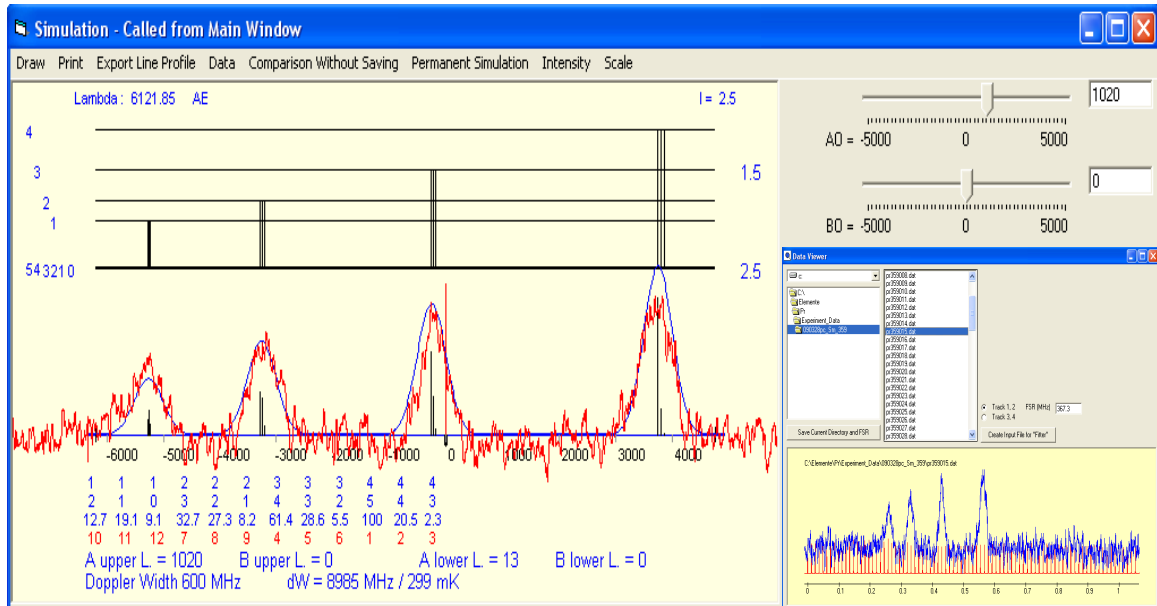 Simulation - Called from Main Window
Draw Print Export Line Profile Data Comparison Without Saving Permanent Simulation Intensity Scale
Lambda : 6121.85 AE I = 2.5
4
3 1.5
2
1
543210 2.5
-6000 -5000 -4000 -3000 -2000 -1000 0 1000 2000 3000 4000
1 1 1 2 2 2 3 3 3 4 4 4
2 1 0 3 2 1 4 3 2 5 4 3
12.7 19.1 9.1 32.7 27.3 8.2 61.4 28.6 5.5 100 20.5 2.3
10 11 12 7 8 9 4 5 6 1 2 3
A upper L. = 1020 B upper L. = 0 A lower L. = 13 B lower L. = 0
Doppler Width 600 MHz dW = 8985 MHz / 299 mK
1020
AO = -5000 0 5000
0
BO = -5000 0 5000
Data Viewer
c
C:\
Elemente
Pr
Experiment_Data
090328pc_Sm_359
pr359008.dat
pr359009.dat
pr359010.dat
pr359011.dat
pr359012.dat
pr359013.dat
pr359014.dat
pr359015.dat
pr359016.dat
pr359017.dat
pr359018.dat
pr359019.dat
pr359020.dat
pr359021.dat
pr359022.dat
pr359023.dat
pr359024.dat
pr359025.dat
pr359026.dat
pr359027.dat
pr359028.dat
Track 1, 2 FSR (MHz) 367.3
Track 3, 4
Save Current Directory and FSR
Create Input File for "Fitter"
C:\Elemente\Pr\Experiment_Data\090328pc_Sm_359\pr359015.dat
0 0.1 0.2 0.3 0.4 0.5 0.6 0.7 0.8 0.9 1